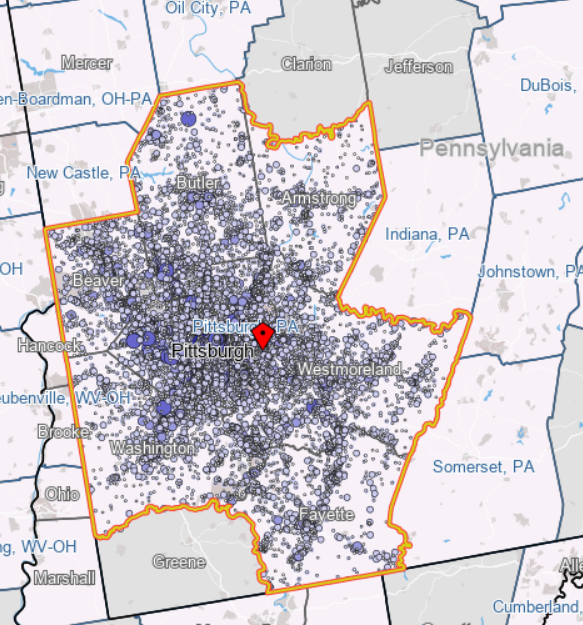 Oil City, PA
Mercer
Clarion
Jefferson
DuBois,
en-Boardman, OH-PA
Pennsylvania
New Castle, PA
Butler
Armstrong
Indiana, PA
OH
Johnstown, PA
Beaver
Pittsburgh, PA
Hancock
Pittsburgh
Westmoreland
eubenville, WV-OH
Brooke
Washington
Somerset, PA
Ohio
Fayette
ng, WV-OH
Greene
Marshall
Alle
Cumberland,